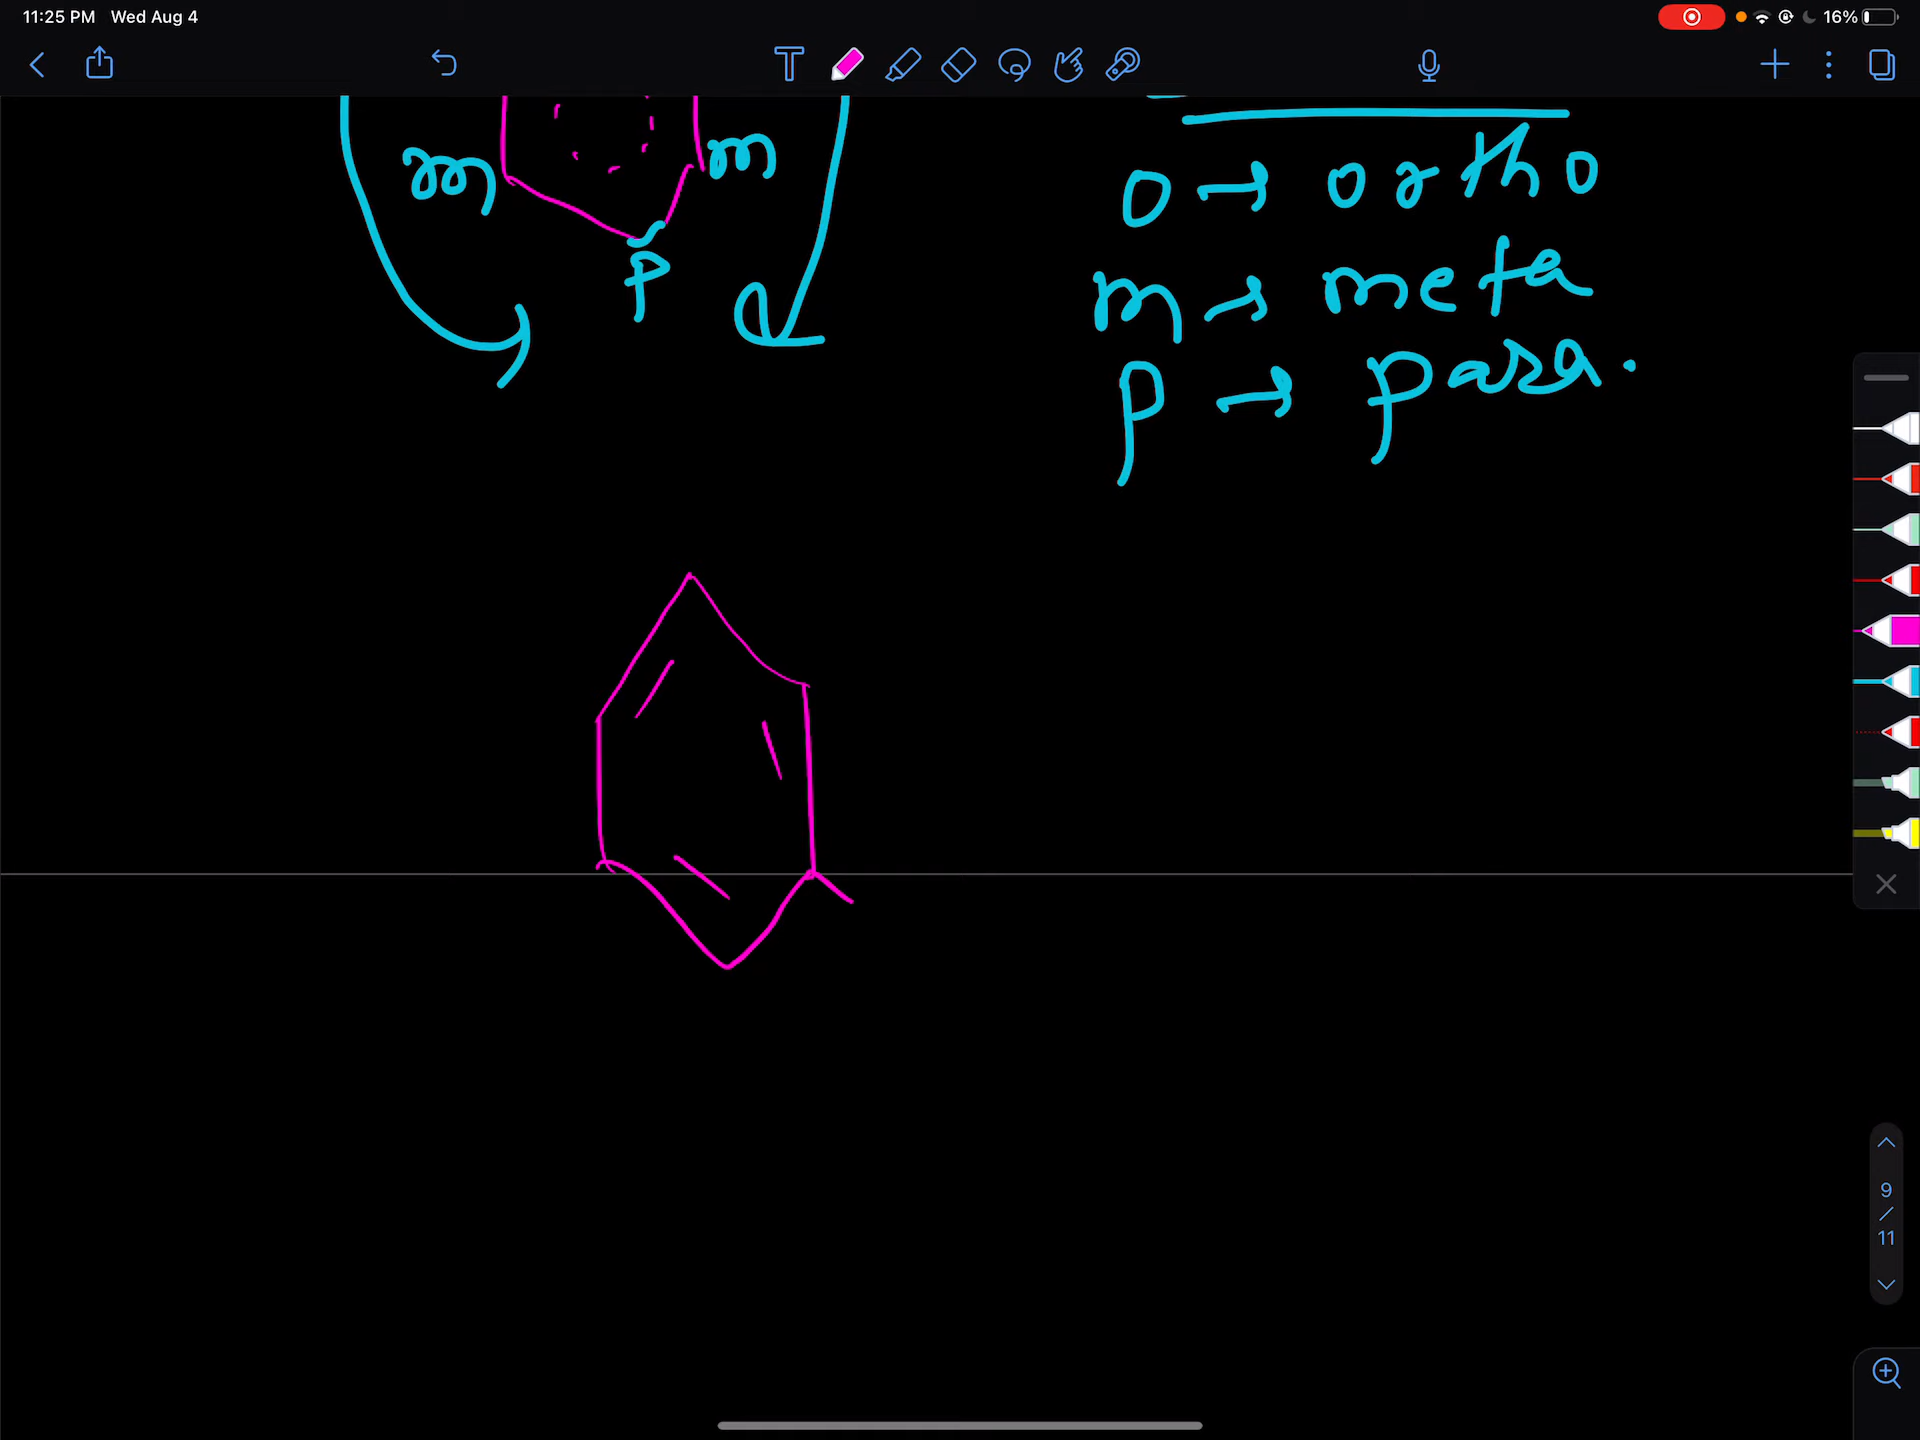 11:25 PM Wed Aug 4
16%
m
m
p
o → ortho
m → meta
p → para.
9
/
11